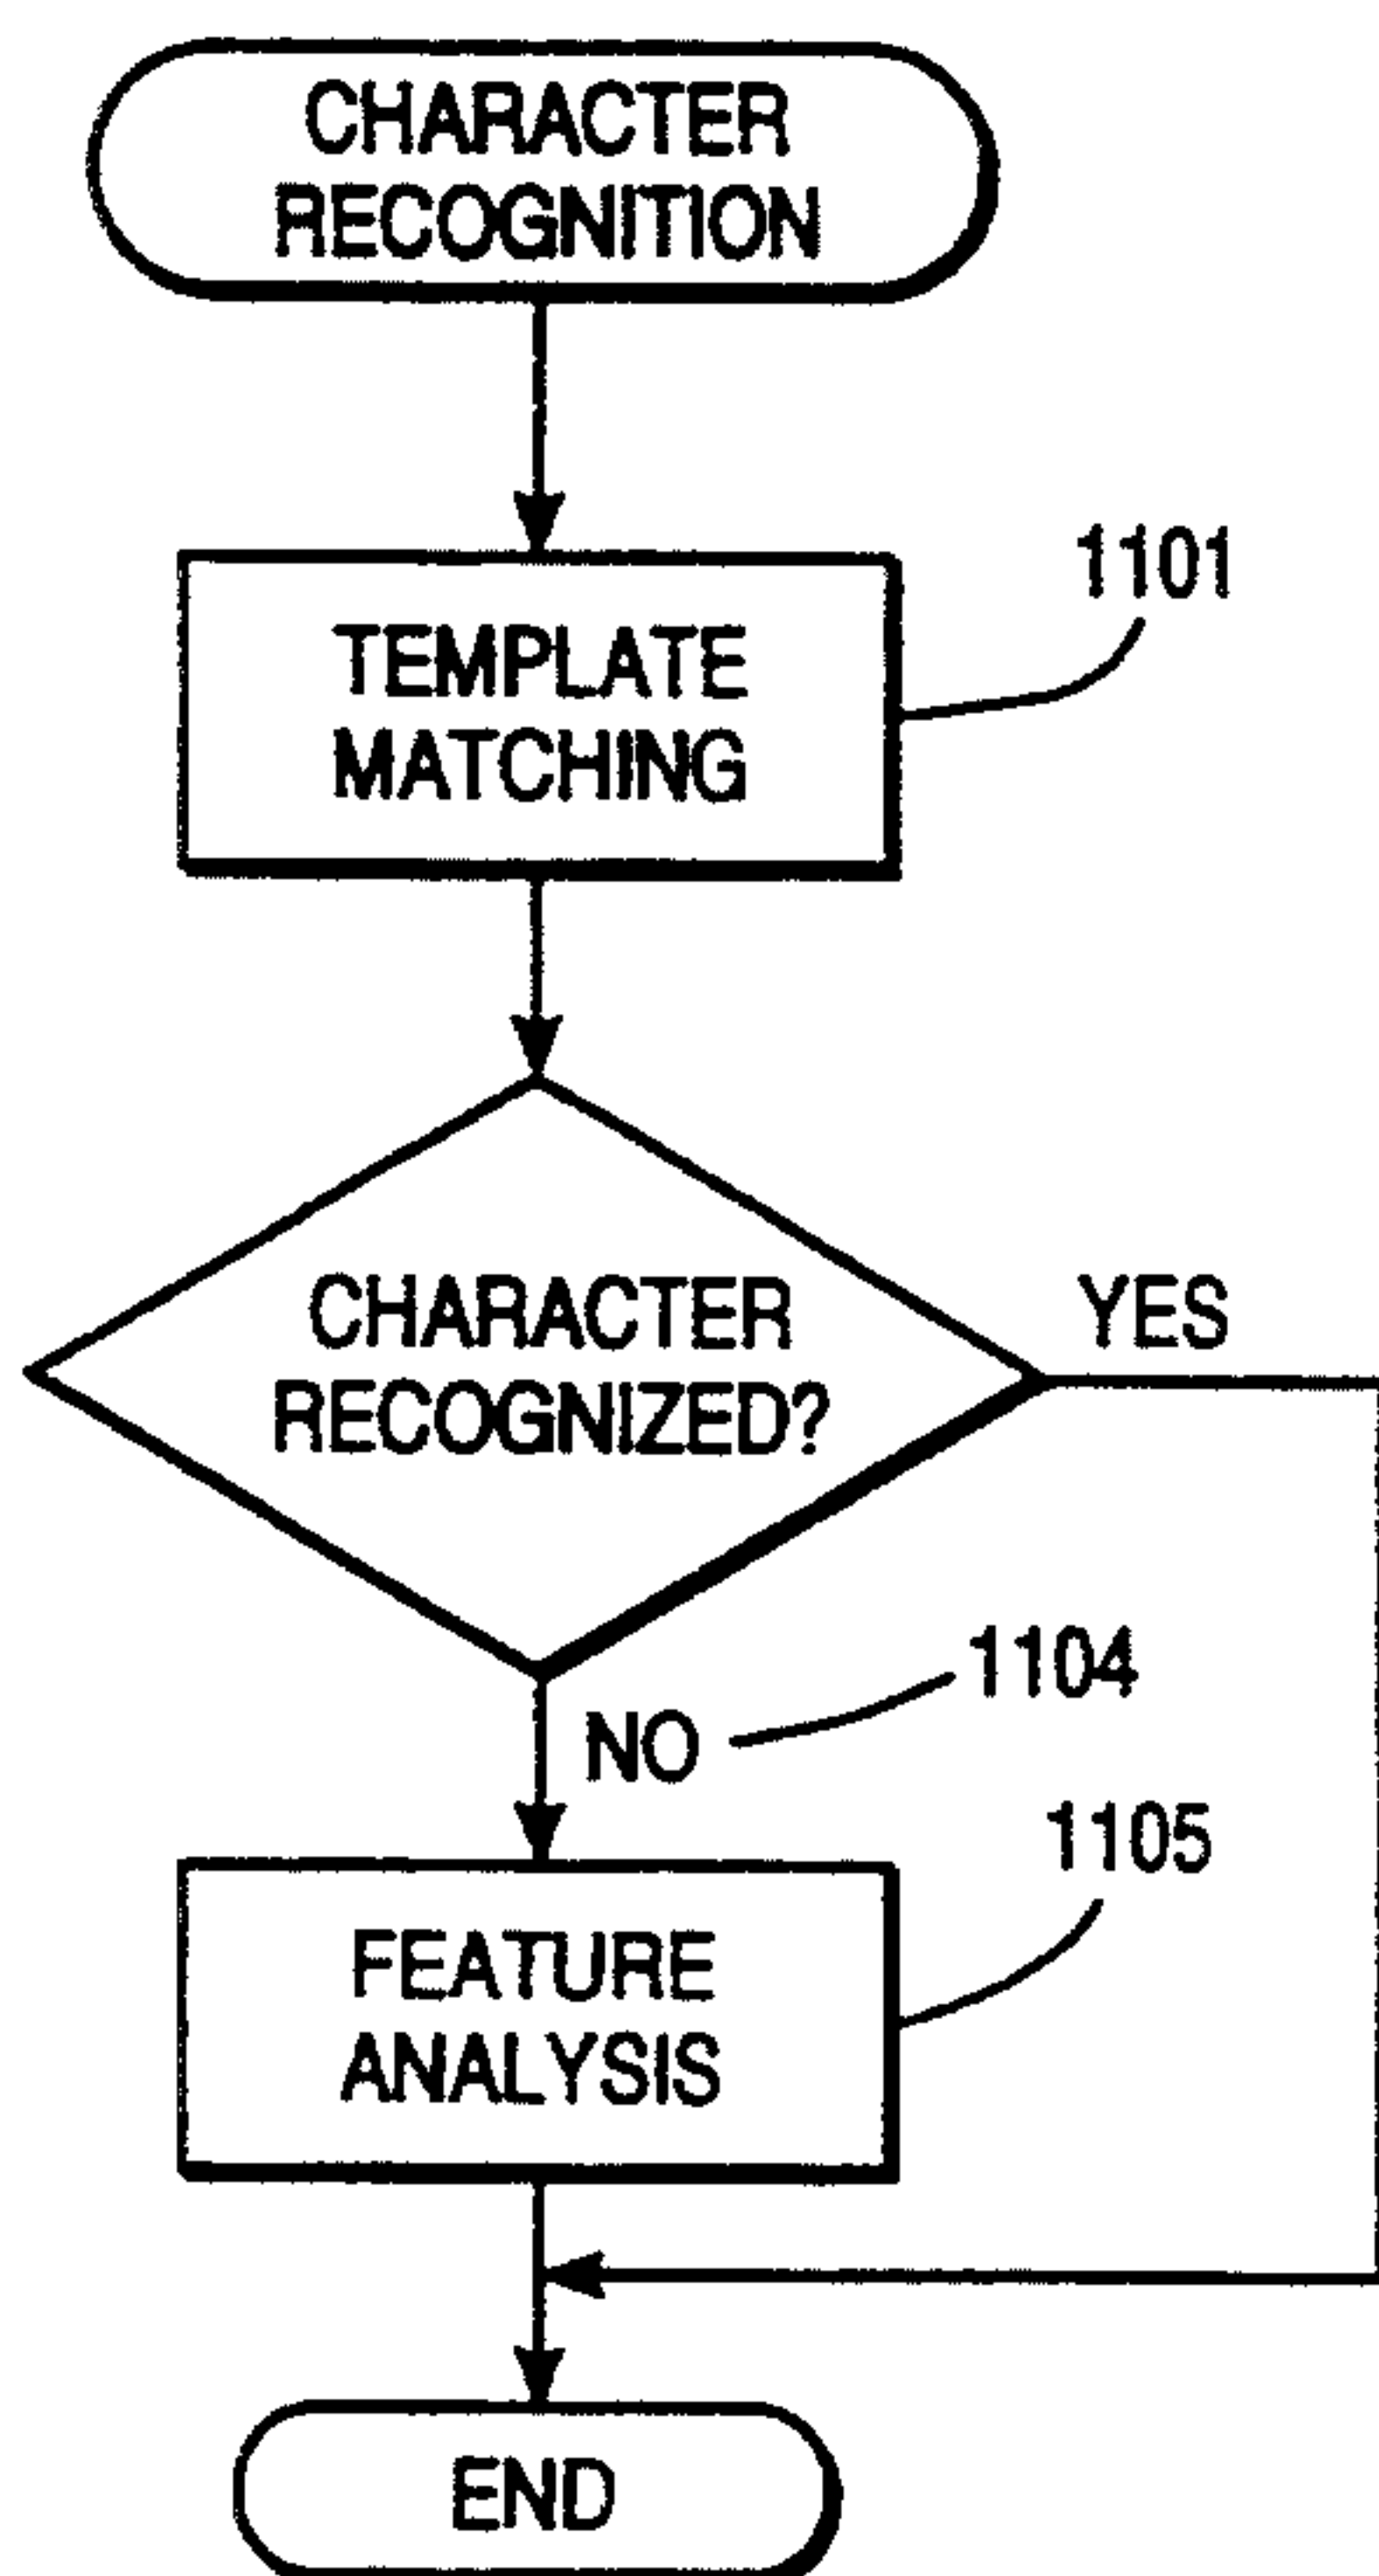 CHARACTER
RECOGNITION
1101
TEMPLATE
MATCHING
CHARACTER
RECOGNIZED?
YES
1104
NO
1105
FEATURE
ANALYSIS
END